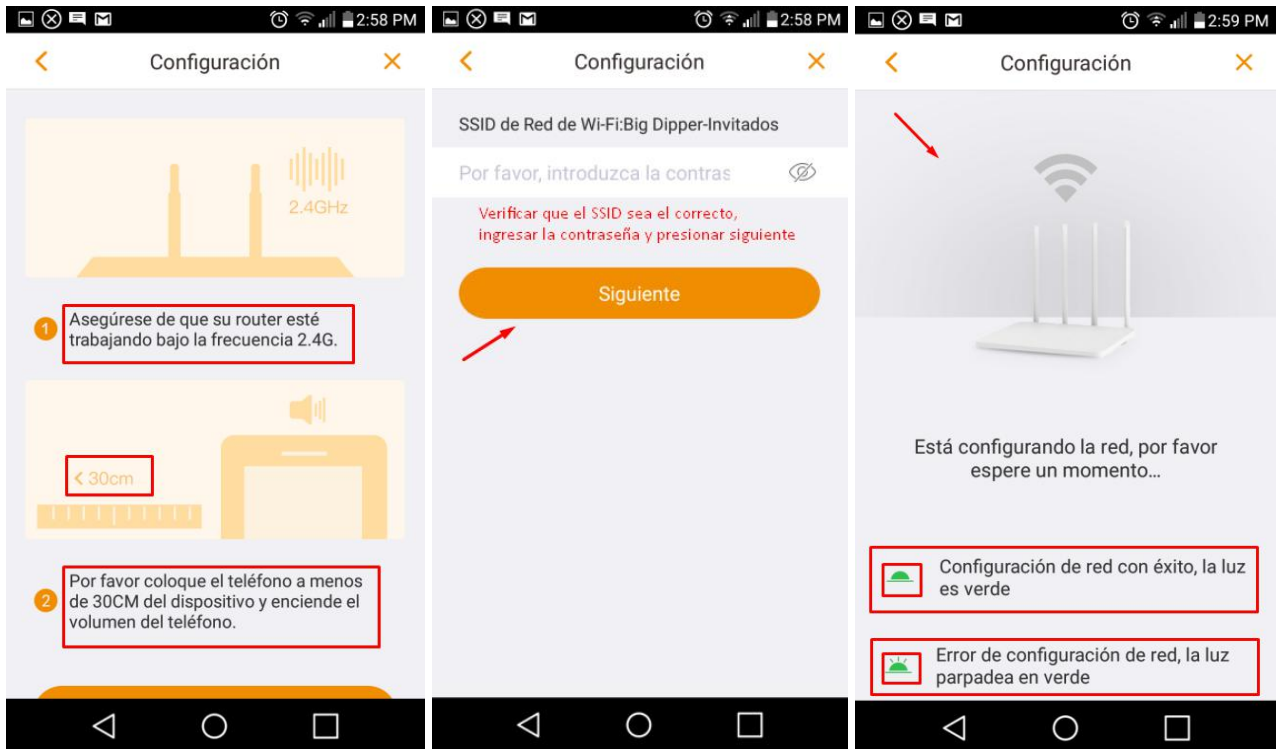 2:58 PM
Configuración
2.4GHz
1
Asegúrese de que su router esté
trabajando bajo la frecuencia 2.4G.
< 30cm
2
Por favor coloque el teléfono a menos
de 30CM del dispositivo y enciende el
volumen del teléfono.
2:58 PM
Configuración
SSID de Red de Wi-Fi:Big Dipper-Invitados
Por favor, introduzca la contras
Verificar que el SSID sea el correcto,
ingresar la contraseña y presionar siguiente
Siguiente
2:59 PM
Configuración
Está configurando la red, por favor
espere un momento...
Configuración de red con éxito, la luz
es verde
Error de configuración de red, la luz
parpadea en verde